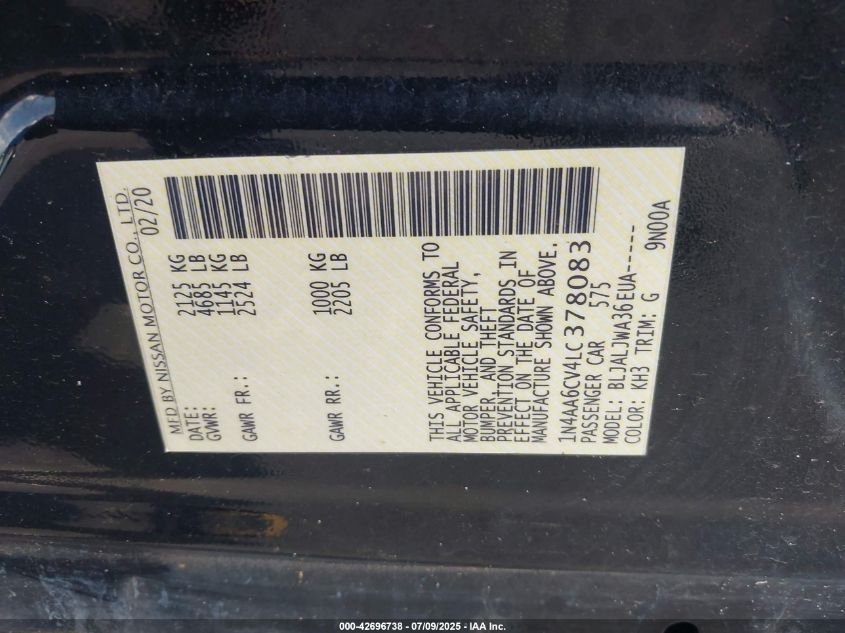 MFD BY NISSAN MOTOR CO., LTD.
DATE: 02/20
GVWR: 2125 KG
4685 LB
GAWR FR.: 1145 KG
2524 LB
GAWR RR.: 1000 KG
2205 LB
THIS VEHICLE CONFORMS TO
ALL APPLICABLE FEDERAL
MOTOR VEHICLE SAFETY,
BUMPER, AND THEFT
PREVENTION STANDARDS IN
EFFECT ON THE DATE OF
MANUFACTURE SHOWN ABOVE.
1N4AA6CV4LC378083
PASSENGER CAR 575
MODEL: BLJALJWA36EUA-----
COLOR: KH3 TRIM: G 9N00A
000-42696738 - 07/09/2025 - IAA Inc.